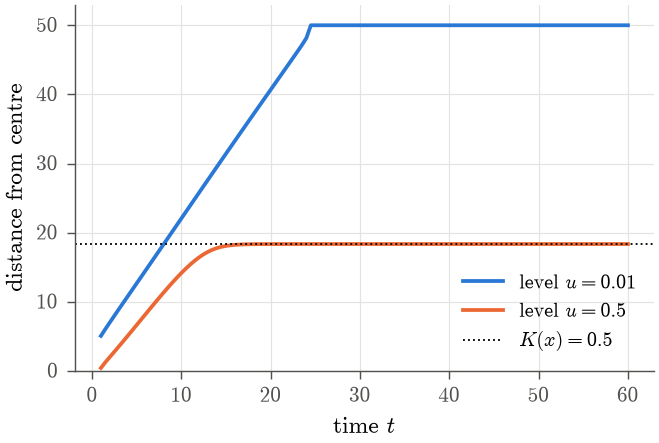 distance from centre
50
40
30
20
10
0
level u = 0.01
level u = 0.5
K(x) = 0.5
0 10 20 30 40 50 60
time t